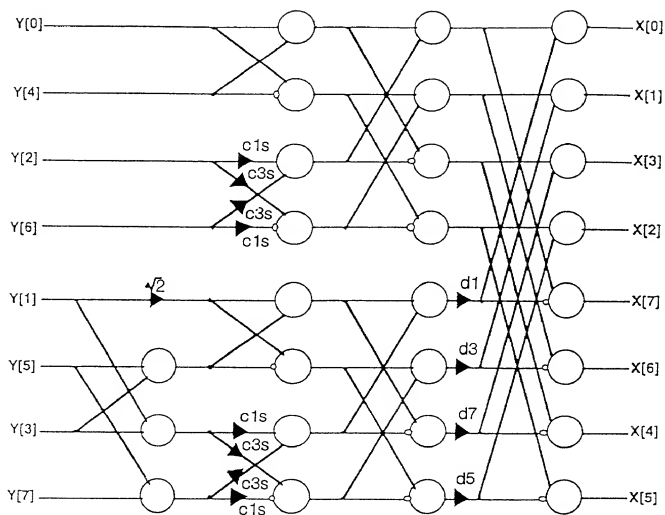 Y[0] X[0]
Y[4] X[1]
c1s
Y[2] X[3]
c3s
c3s
Y[6] X[2]
c1s
√2 d1
Y[1] X[7]
d3
Y[5] X[6]
c1s d7
Y[3] X[4]
c3s
c3s d5
Y[7] X[5]
c1s